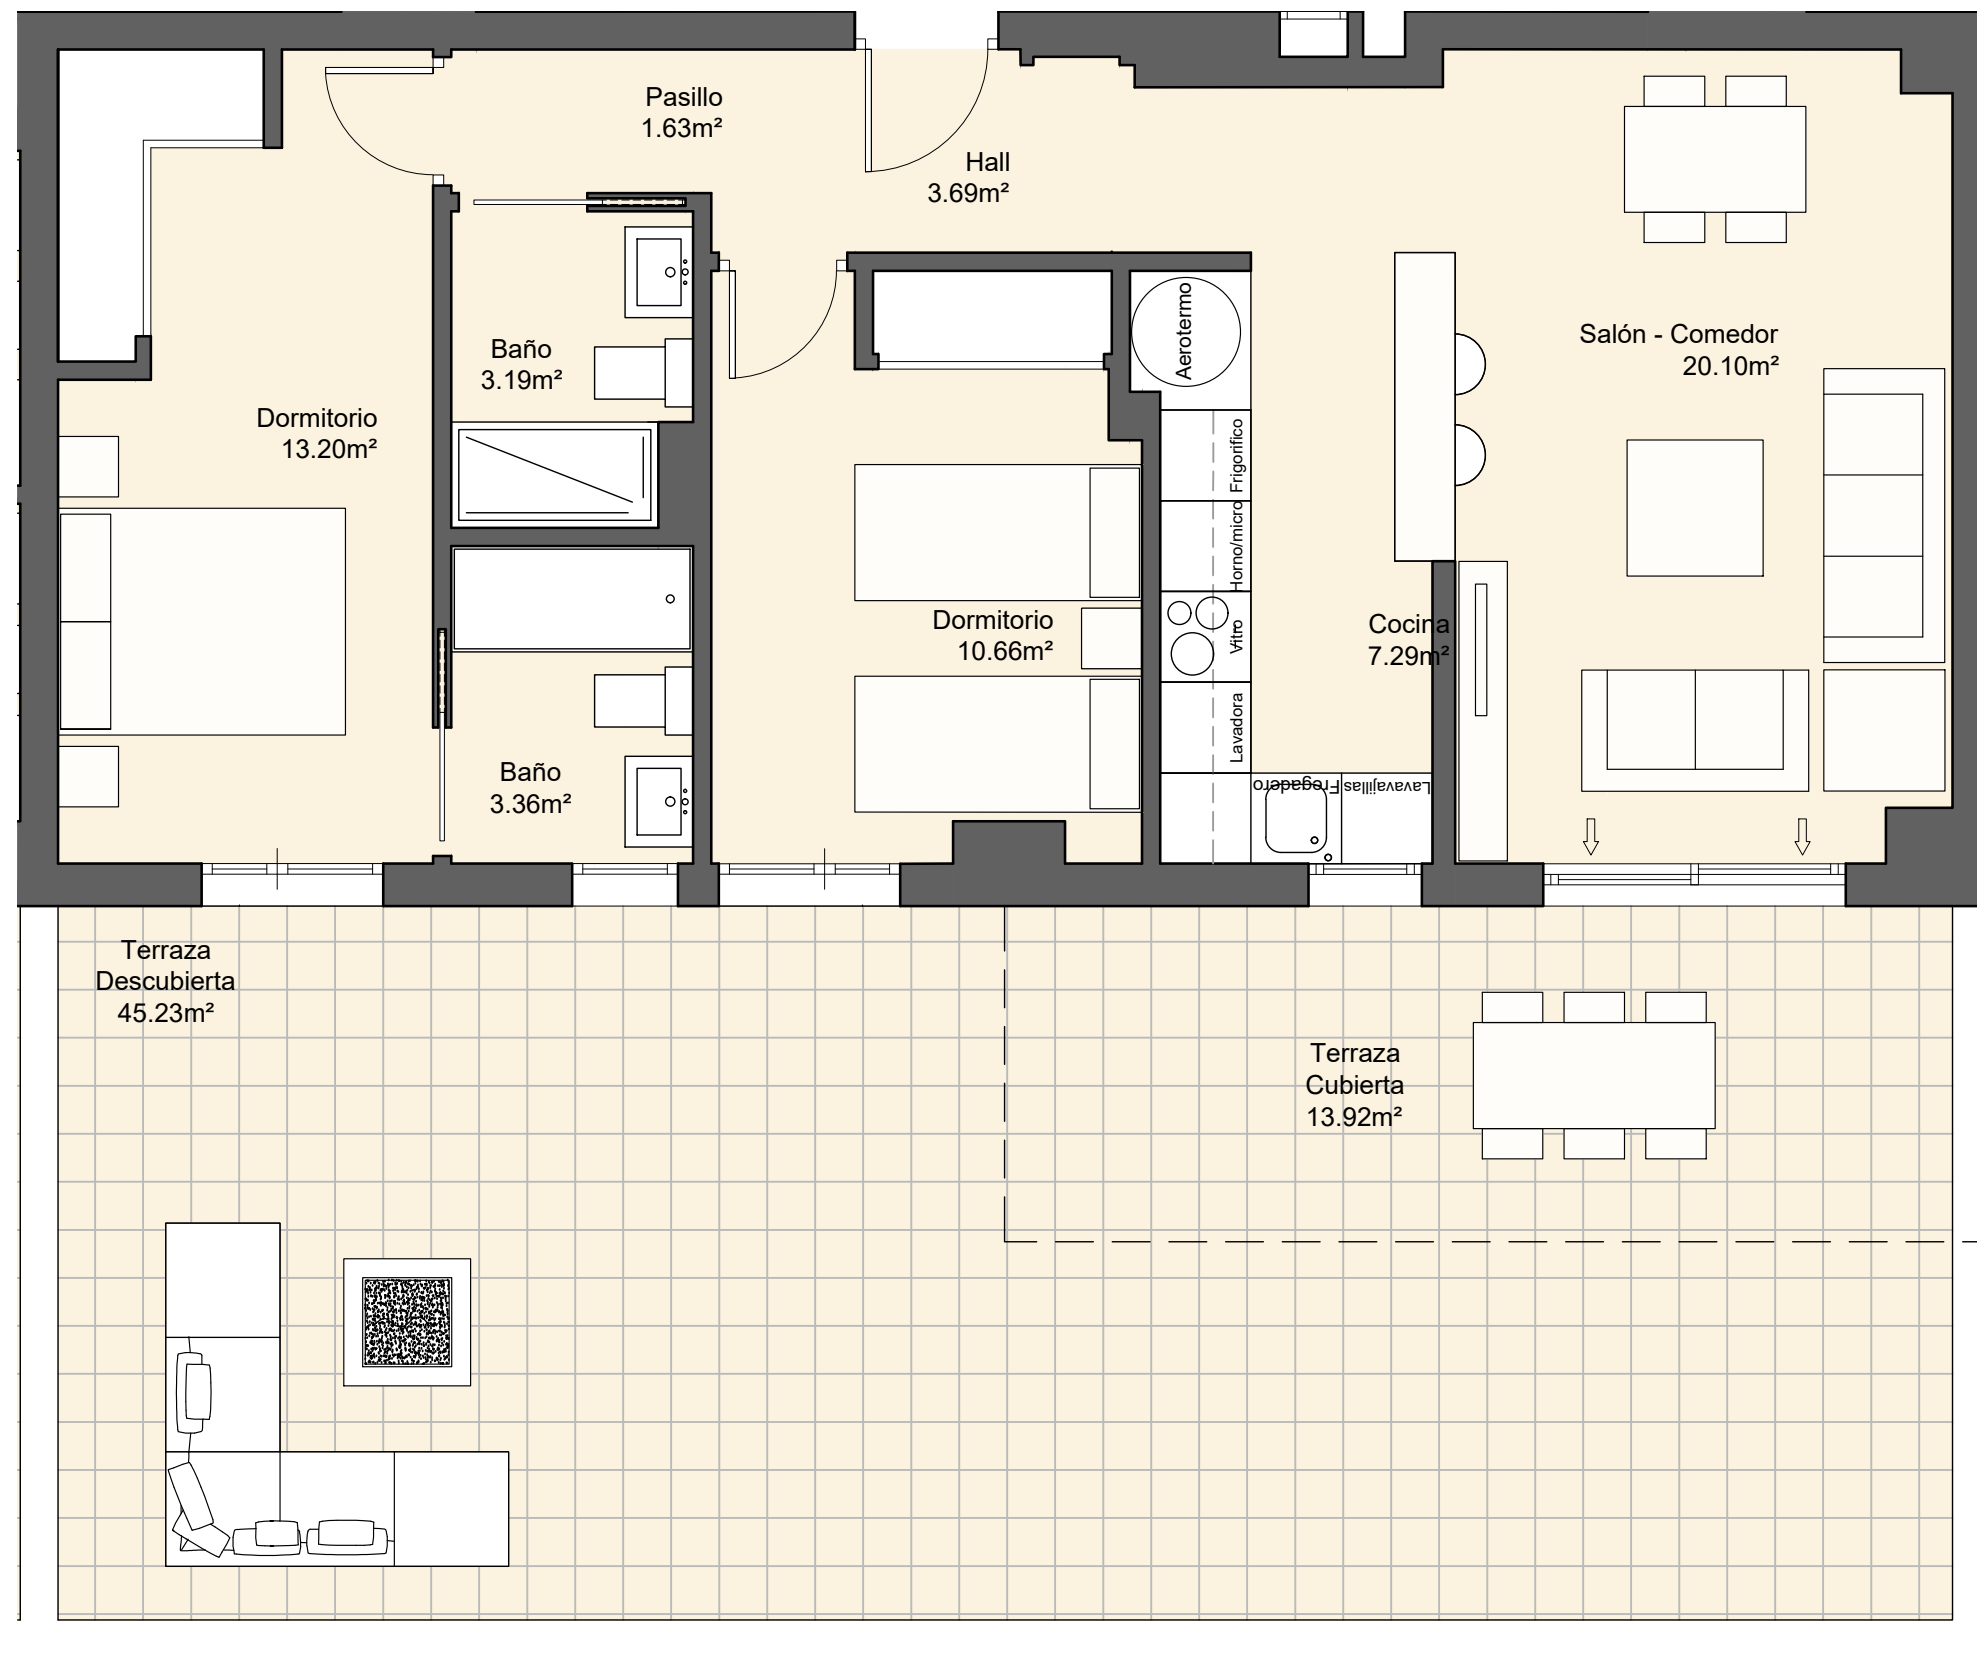 Pasillo
1.63m²
Hall
3.69m²
Aerotermo
Salón - Comedor
20.10m²
Baño
3.19m²
Dormitorio
13.20m²
Frigorifico
Horno/micro
Vitro
Lavadora
Dormitorio
10.66m²
Cocina
7.29m²
Baño
3.36m²
Fregadero
Lavavajillas
Terraza
Descubierta
45.23m²
Terraza
Cubierta
13.92m²